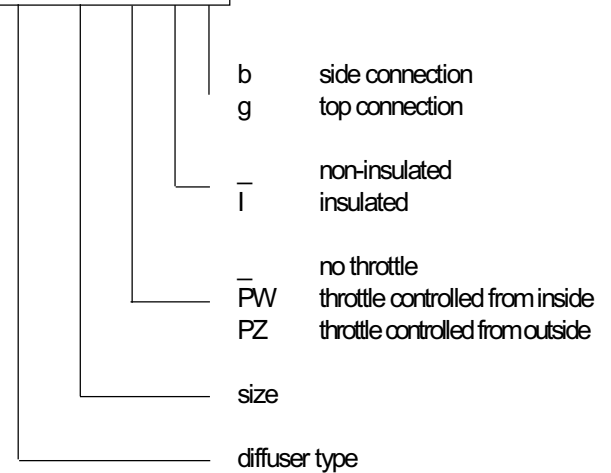 b side connection
g top connection
_ non-insulated
I insulated
_ no throttle
PW throttle controlled from inside
PZ throttle controlled from outside
size
diffuser type